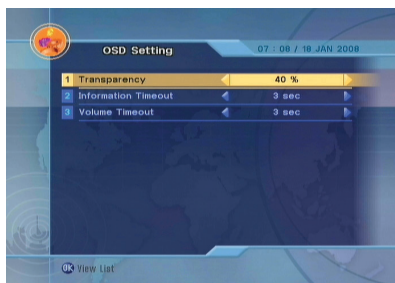 OSD Setting
07 : 08 / 18 JAN 2008
1 Transparency 40 %
2 Information Timeout 3 sec
3 Volume Timeout 3 sec
OK View List